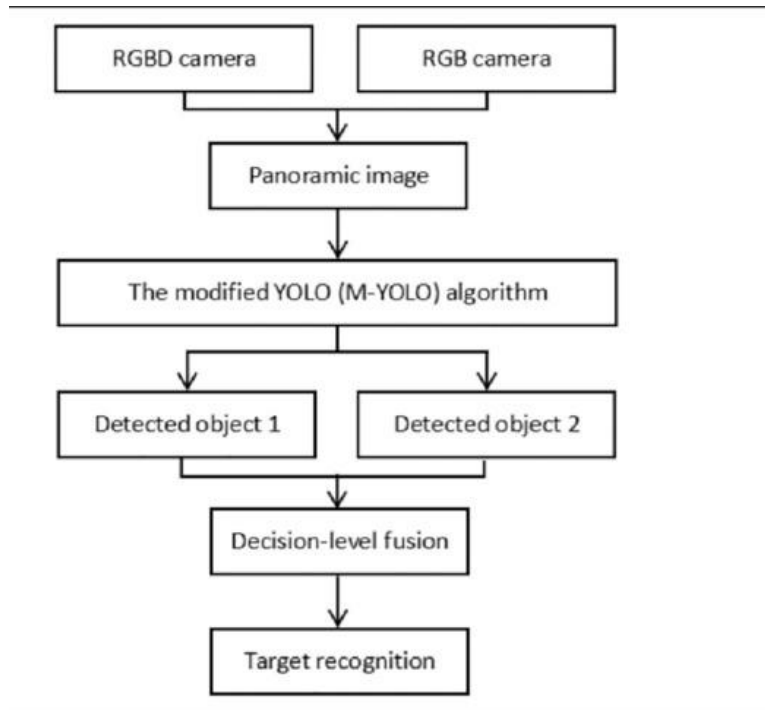 RGBD camera
RGB camera
Panoramic image
The modified YOLO (M-YOLO) algorithm
Detected object 1
Detected object 2
Decision-level fusion
Target recognition